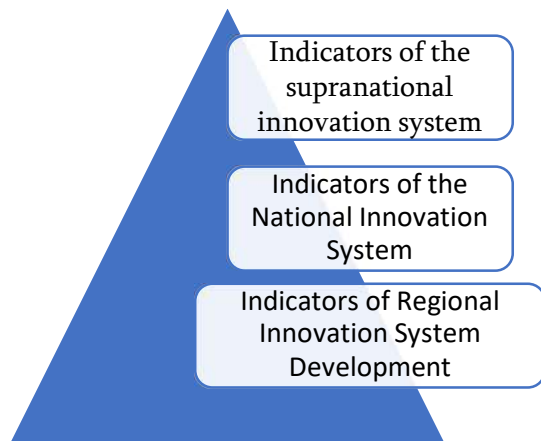 Indicators of the
supranational
innovation system
Indicators of the
National Innovation
System
Indicators of Regional
Innovation System
Development